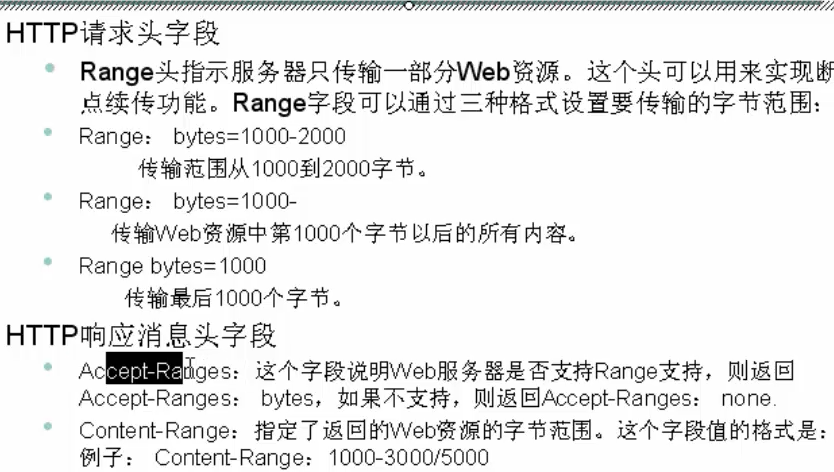 HTTP请求头字段
Range头指示服务器只传输一部分Web资源。这个头可以用来实现断
点续传功能。Range字段可以通过三种格式设置要传输的字节范围：
Range： bytes=1000-2000
传输范围从1000到2000字节。
Range： bytes=1000-
传输Web资源中第1000个字节以后的所有内容。
Range bytes=1000
传输最后1000个字节。
HTTP响应消息头字段
Accept-Ranges：这个字段说明Web服务器是否支持Range支持，则返回
Accept-Ranges： bytes，如果不支持，则返回Accept-Ranges： none.
Content-Range：指定了返回的Web资源的字节范围。这个字段值的格式是：
例子： Content-Range：1000-3000/5000